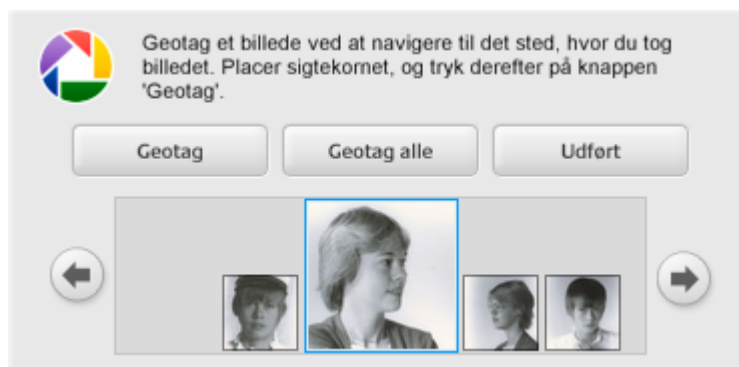 Geotag et billede ved at navigere til det sted, hvor du tog
billedet. Placer sigtekornet, og tryk derefter på knappen
'Geotag'.
Geotag Geotag alle Udført